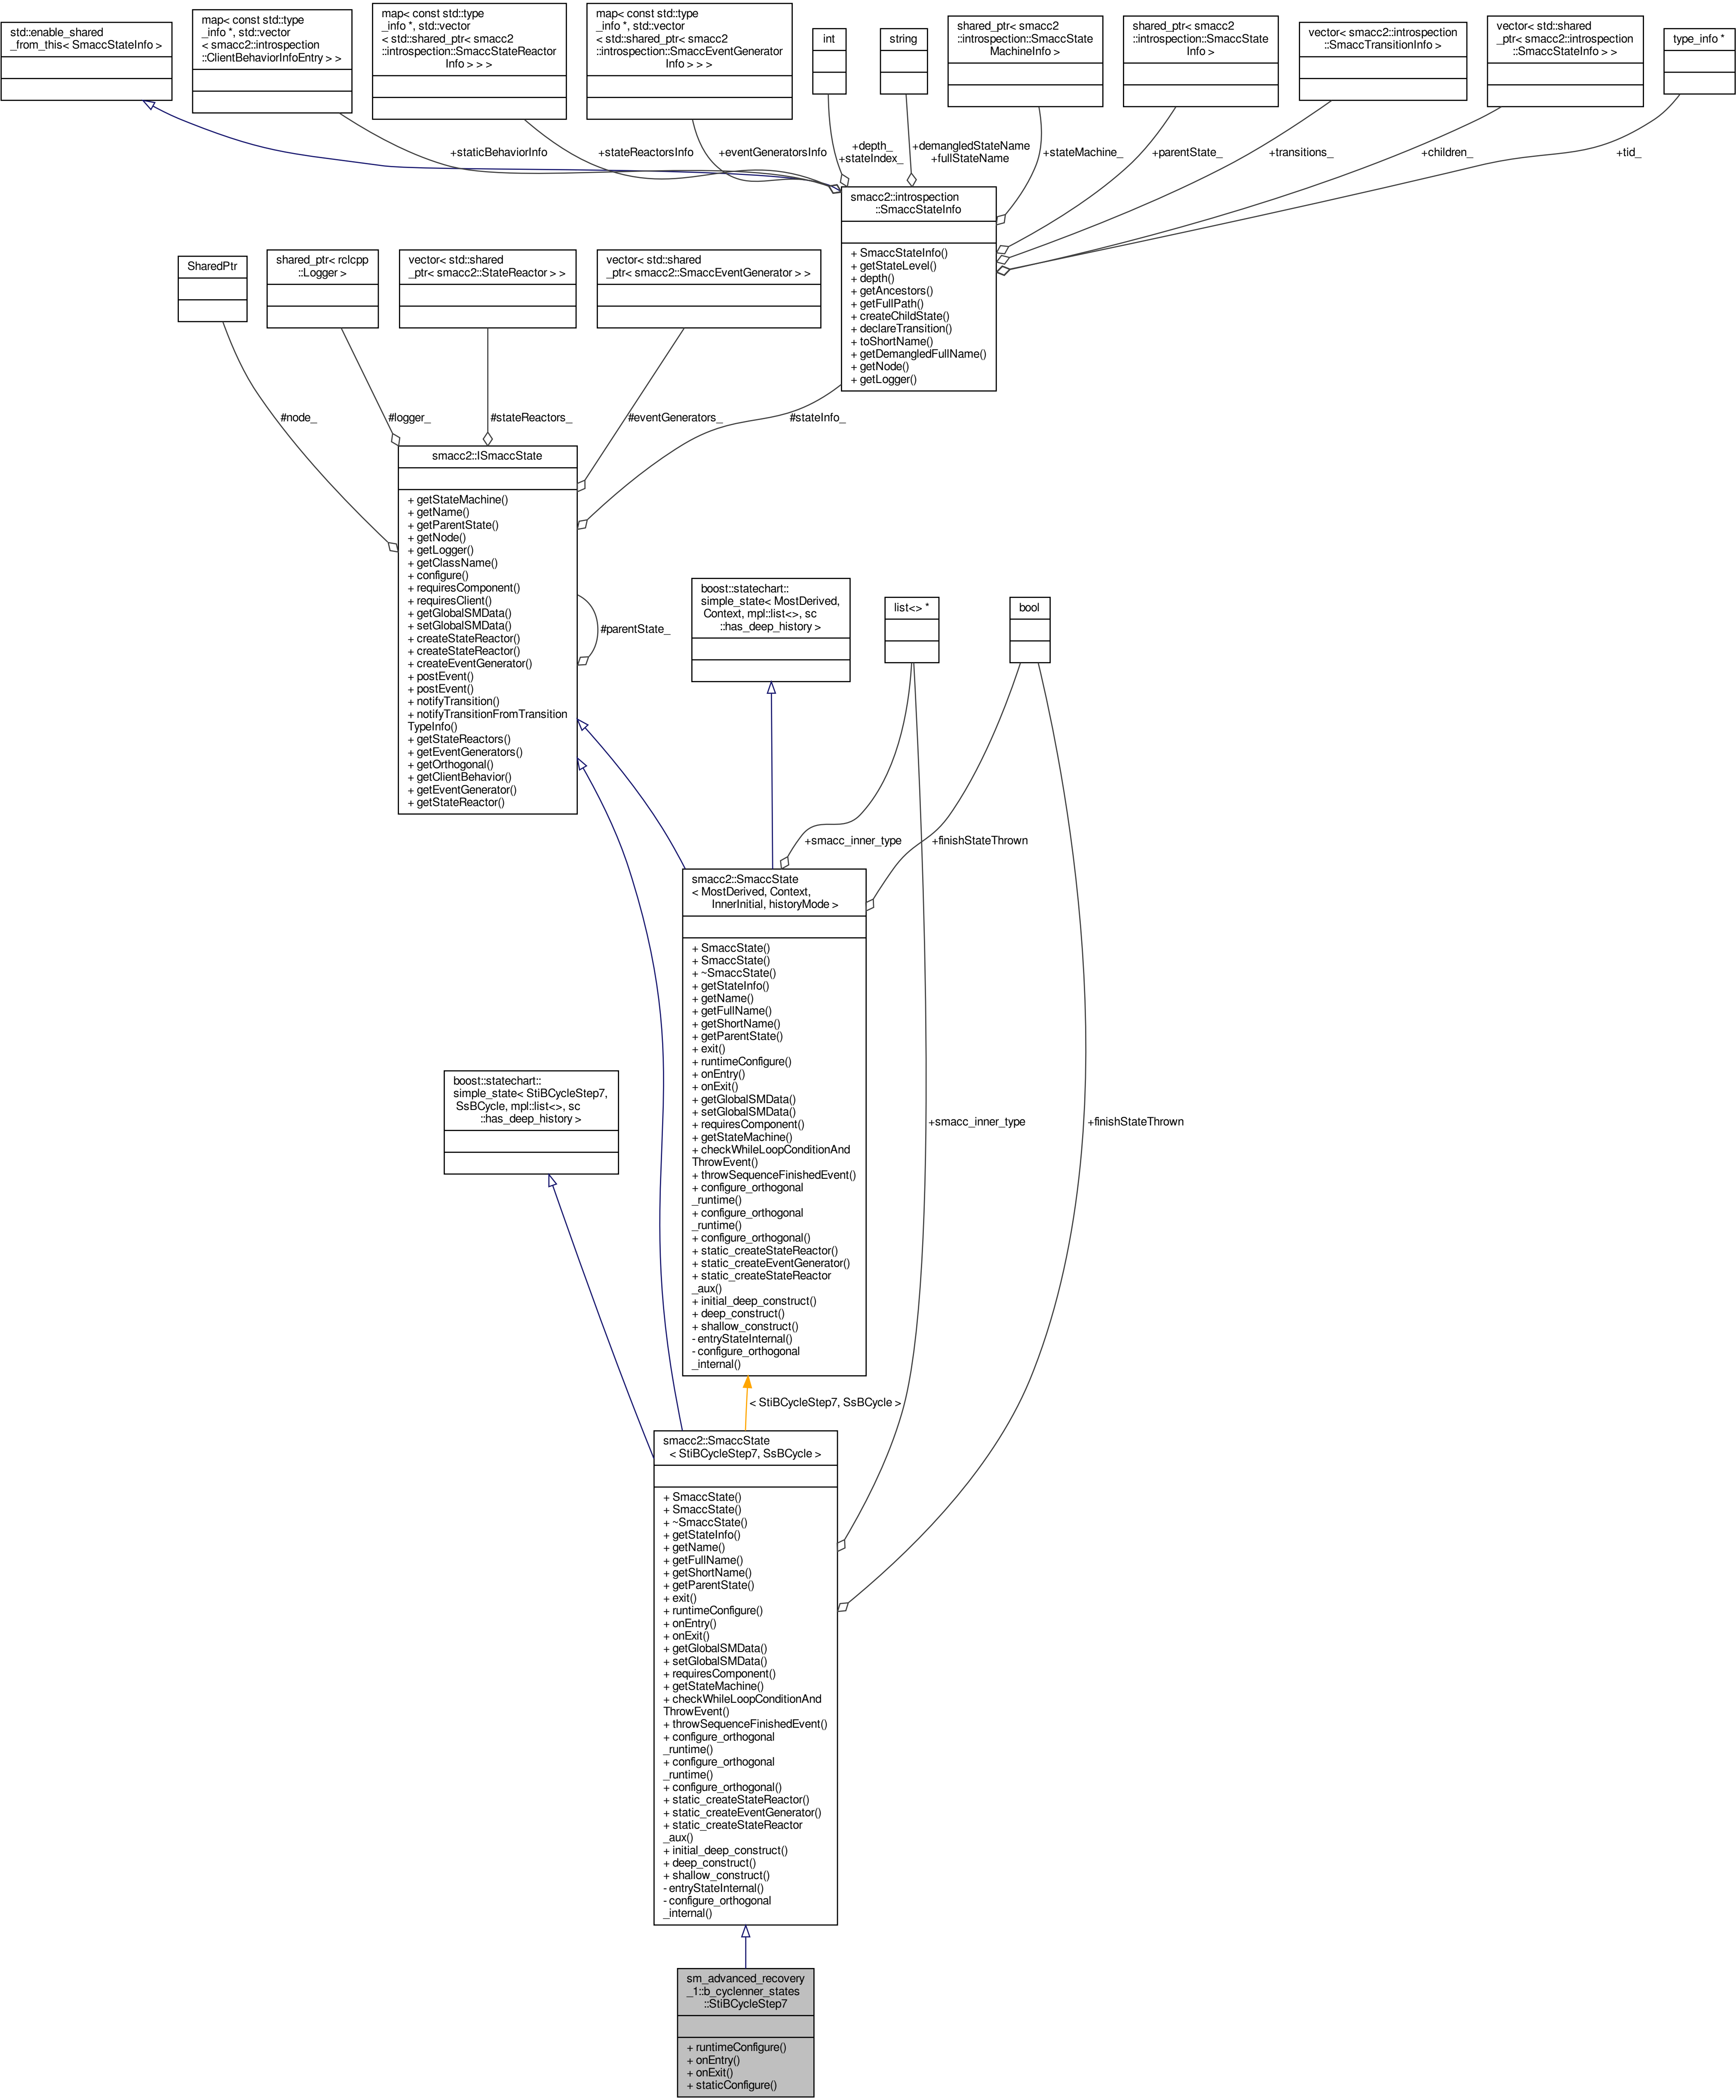 std::enable_shared
_from_this< SmaccStateInfo >
map< const std::type
_info *, std::vector
< smacc2::introspection
::ClientBehaviorInfoEntry > >
map< const std::type
_info *, std::vector
< std::shared_ptr< smacc2
::introspection::SmaccStateReactor
Info > > >
map< const std::type
_info *, std::vector
< std::shared_ptr< smacc2
::introspection::SmaccEventGenerator
Info > > >
int
string
shared_ptr< smacc2
::introspection::SmaccState
MachineInfo >
shared_ptr< smacc2
::introspection::SmaccState
Info >
vector< smacc2::introspection
::SmaccTransitionInfo >
vector< std::shared
_ptr< smacc2::introspection
::SmaccStateInfo > >
type_info *
+staticBehaviorInfo
+stateReactorsInfo
+eventGeneratorsInfo
+depth_
+stateIndex_
+demangledStateName
+fullStateName
+stateMachine_
+parentState_
+transitions_
+children_
+tid_
smacc2::introspection
::SmaccStateInfo
+ SmaccStateInfo()
+ getStateLevel()
+ depth()
+ getAncestors()
+ getFullPath()
+ createChildState()
+ declareTransition()
+ toShortName()
+ getDemangledFullName()
+ getNode()
+ getLogger()
SharedPtr
shared_ptr< rclcpp
::Logger >
vector< std::shared
_ptr< smacc2::StateReactor > >
vector< std::shared
_ptr< smacc2::SmaccEventGenerator > >
#node_
#logger_
#stateReactors_
#eventGenerators_
#stateInfo_
smacc2::ISmaccState
+ getStateMachine()
+ getName()
+ getParentState()
+ getNode()
+ getLogger()
+ getClassName()
+ configure()
+ requiresComponent()
+ requiresClient()
+ getGlobalSMData()
+ setGlobalSMData()
+ createStateReactor()
+ createStateReactor()
+ createEventGenerator()
+ postEvent()
+ postEvent()
+ notifyTransition()
+ notifyTransitionFromTransition
TypeInfo()
+ getStateReactors()
+ getEventGenerators()
+ getOrthogonal()
+ getClientBehavior()
+ getEventGenerator()
+ getStateReactor()
#parentState_
boost::statechart::
simple_state< MostDerived,
Context, mpl::list<>, sc
::has_deep_history >
list<> *
bool
+smacc_inner_type
+finishStateThrown
smacc2::SmaccState
< MostDerived, Context,
InnerInitial, historyMode >
+ SmaccState()
+ SmaccState()
+ ~SmaccState()
+ getStateInfo()
+ getName()
+ getFullName()
+ getShortName()
+ getParentState()
+ exit()
+ runtimeConfigure()
+ onEntry()
+ onExit()
+ getGlobalSMData()
+ setGlobalSMData()
+ requiresComponent()
+ getStateMachine()
+ checkWhileLoopConditionAnd
ThrowEvent()
+ throwSequenceFinishedEvent()
+ configure_orthogonal
_runtime()
+ configure_orthogonal
_runtime()
+ configure_orthogonal()
+ static_createStateReactor()
+ static_createEventGenerator()
+ static_createStateReactor
_aux()
+ initial_deep_construct()
+ deep_construct()
+ shallow_construct()
- entryStateInternal()
- configure_orthogonal
_internal()
boost::statechart::
simple_state< StiBCycleStep7,
SsBCycle, mpl::list<>, sc
::has_deep_history >
+smacc_inner_type
+finishStateThrown
< StiBCycleStep7, SsBCycle >
smacc2::SmaccState
< StiBCycleStep7, SsBCycle >
+ SmaccState()
+ SmaccState()
+ ~SmaccState()
+ getStateInfo()
+ getName()
+ getFullName()
+ getShortName()
+ getParentState()
+ exit()
+ runtimeConfigure()
+ onEntry()
+ onExit()
+ getGlobalSMData()
+ setGlobalSMData()
+ requiresComponent()
+ getStateMachine()
+ checkWhileLoopConditionAnd
ThrowEvent()
+ throwSequenceFinishedEvent()
+ configure_orthogonal
_runtime()
+ configure_orthogonal
_runtime()
+ configure_orthogonal()
+ static_createStateReactor()
+ static_createEventGenerator()
+ static_createStateReactor
_aux()
+ initial_deep_construct()
+ deep_construct()
+ shallow_construct()
- entryStateInternal()
- configure_orthogonal
_internal()
sm_advanced_recovery
_1::b_cyclenner_states
::StiBCycleStep7
+ runtimeConfigure()
+ onEntry()
+ onExit()
+ staticConfigure()